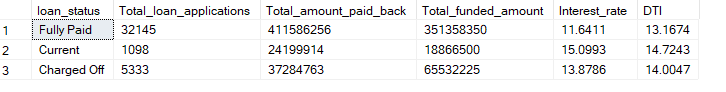 loan_status Total_loan_applications Total_amount_paid_back Total_funded_amount Interest_rate DTI
1 Fully Paid 32145 411586256 351358350 11.6411 13.1674
2 Current 1098 24199914 18866500 15.0993 14.7243
3 Charged Off 5333 37284763 65532225 13.8786 14.0047